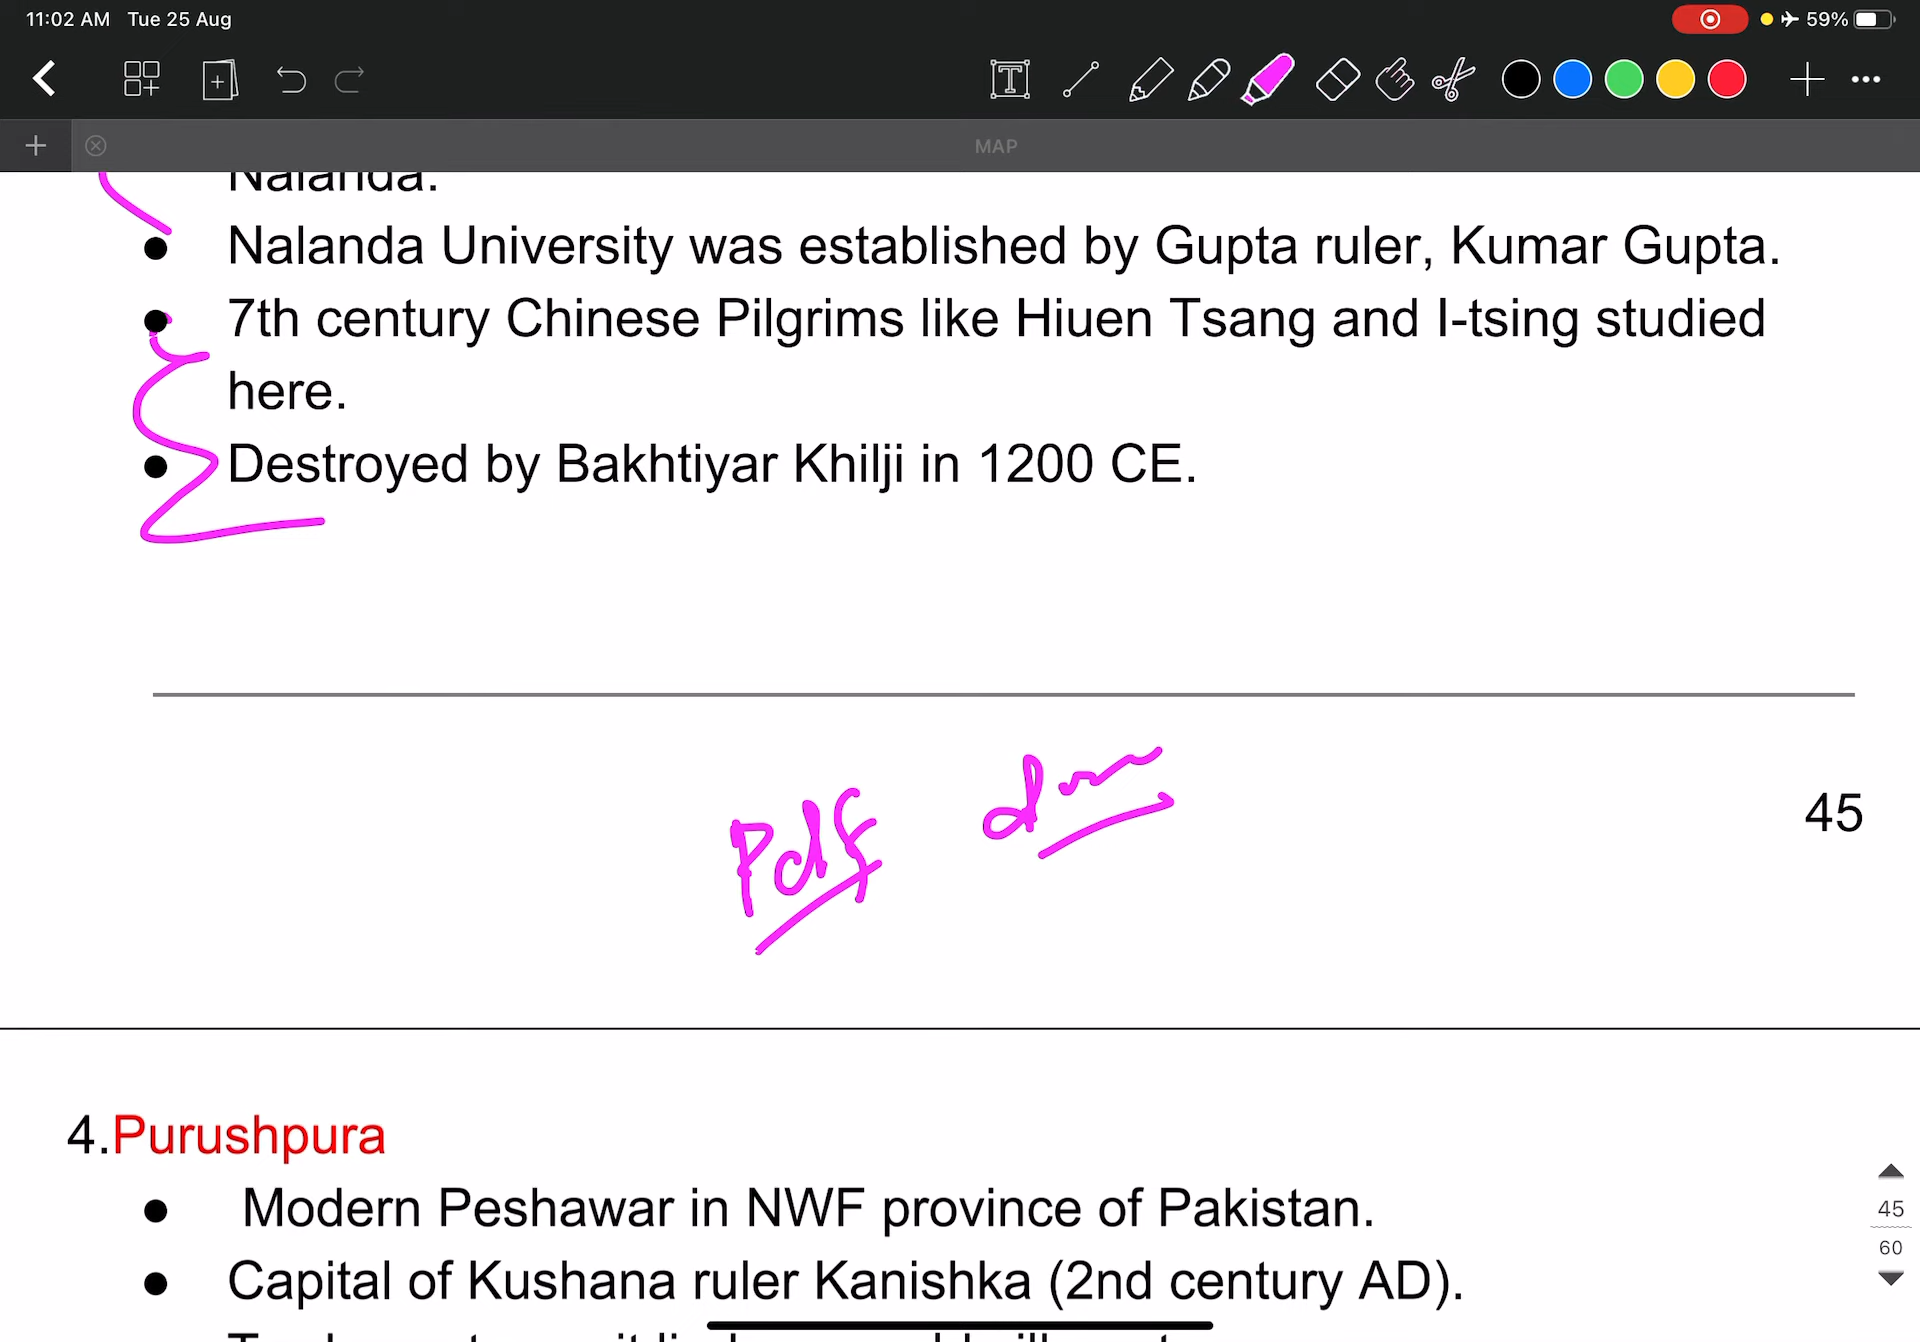 11:02 AM Tue 25 Aug
59%
MAP
Nalanda.
• Nalanda University was established by Gupta ruler, Kumar Gupta.
• 7th century Chinese Pilgrims like Hiuen Tsang and I-tsing studied
here.
• Destroyed by Bakhtiyar Khilji in 1200 CE.
Pdf
45
4.Purushpura
• Modern Peshawar in NWF province of Pakistan.
• Capital of Kushana ruler Kanishka (2nd century AD).
45
60